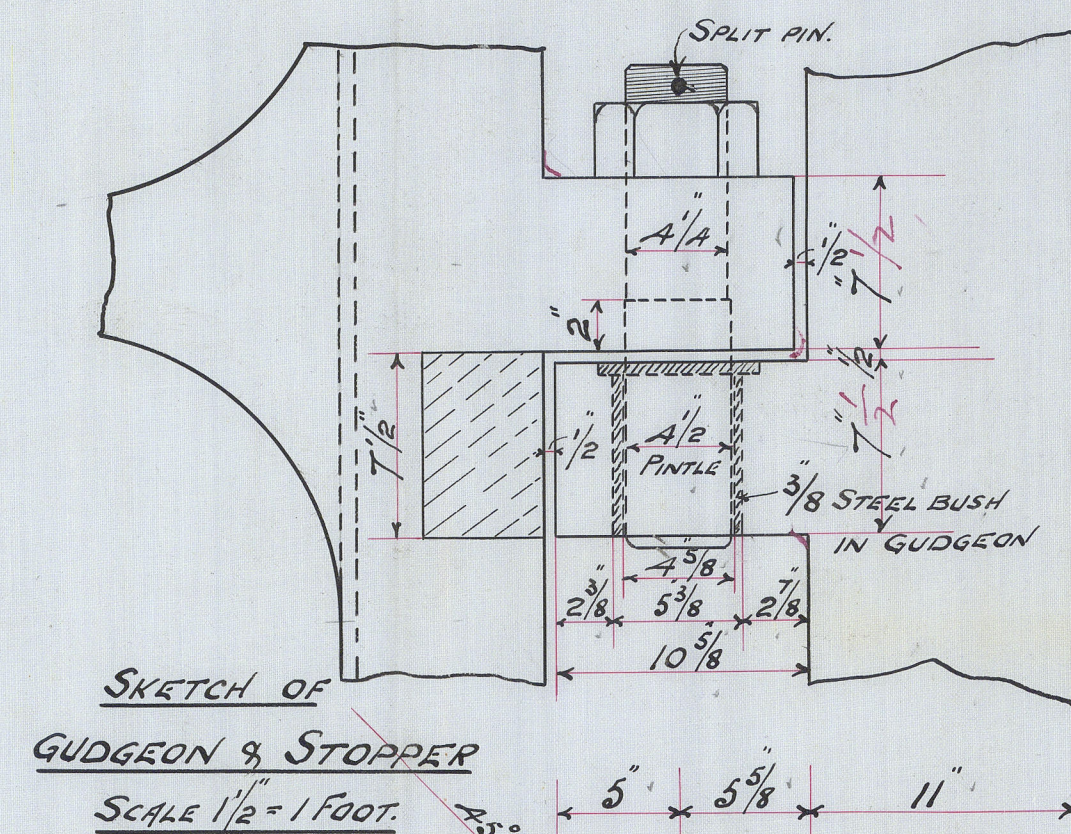 SPLIT PIN.
4 1/4"
1/2"
7 1/2"
2"
1/2"
7 1/2"
1/2"
7 1/2"
4 1/2"
PINTLE
3/8" STEEL BUSH
IN GUDGEON
4 5/8"
2 3/8" 5 3/8" 2 7/8"
10 5/8"
SKETCH OF
GUDGEON & STOPPER
SCALE 1 1/2" = 1 FOOT.
5" 5 5/8" 11"